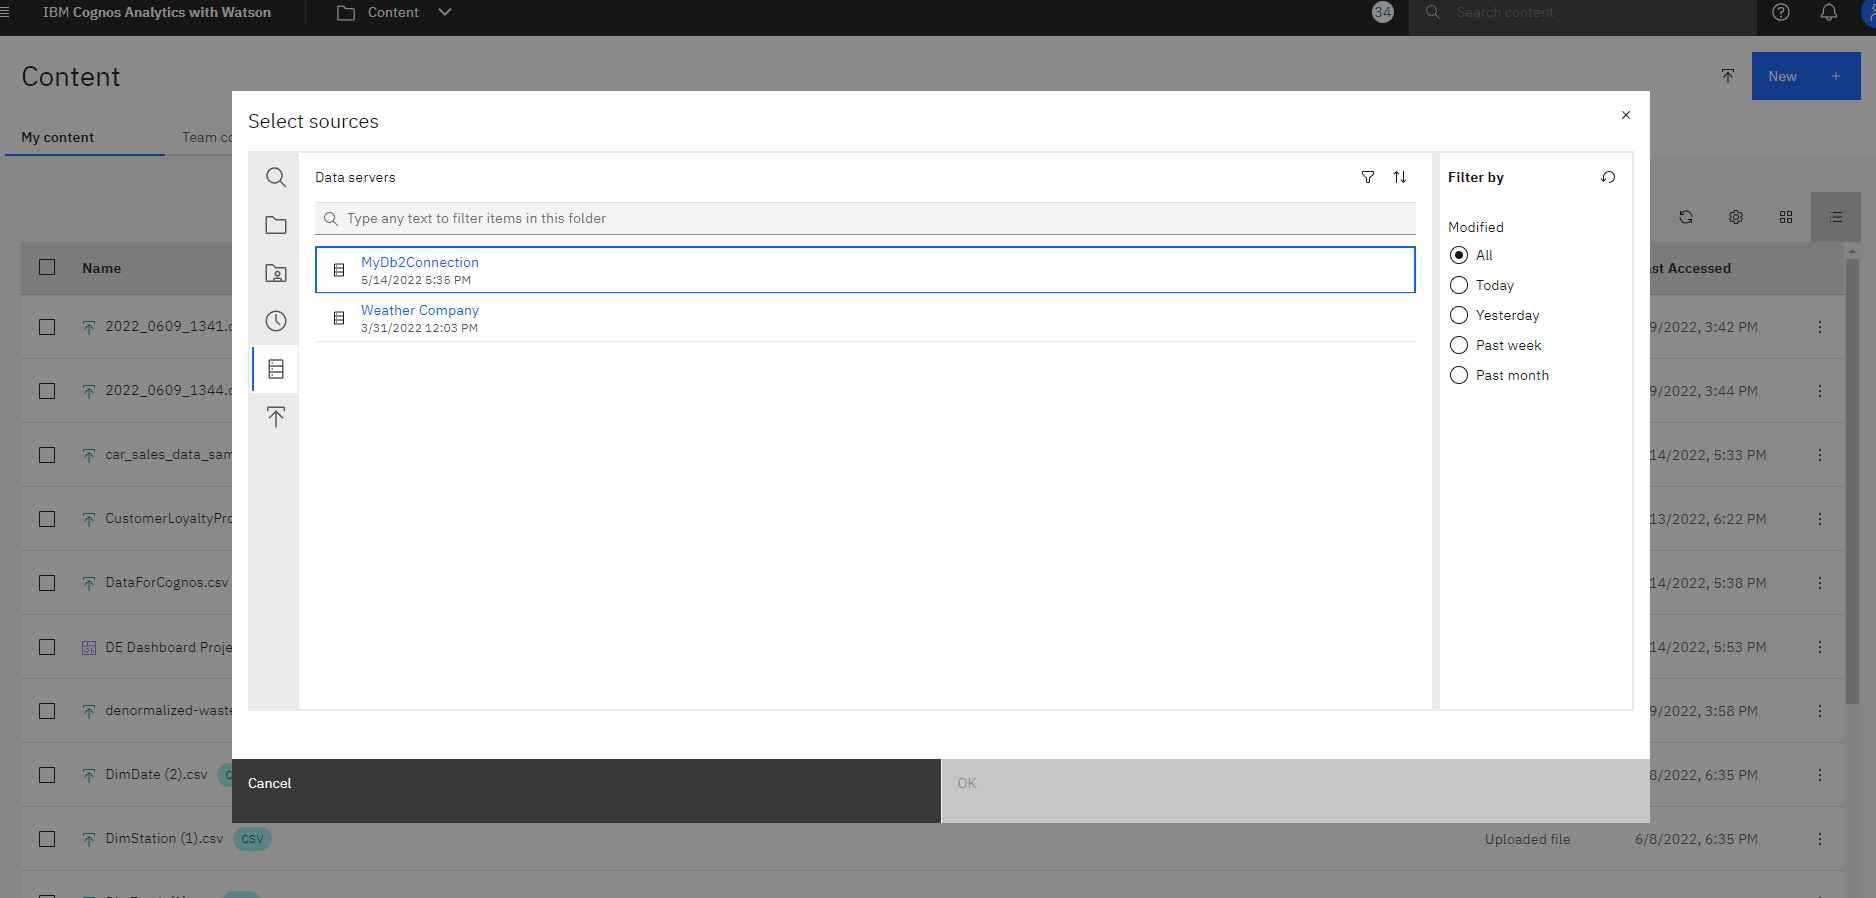 IBM Cognos Analytics with Watson
Content
34
Search content
Content
New +
My content
Team
Select sources
Data servers
Type any text to filter items in this folder
MyDb2Connection
5/14/2022 5:35 PM
Weather Company
3/31/2022 12:03 PM
Filter by
Modified
All
Today
Yesterday
Past week
Past month
Cancel
OK
Name
Accessed
2022_0609_1341.
9/2022, 3:42 PM
2022_0609_1344.
9/2022, 3:44 PM
car_sales_data_sam
14/2022, 5:33 PM
CustomerLoyaltyPro
13/2022, 6:22 PM
DataForCognos.csv
14/2022, 5:38 PM
DE Dashboard Proje
14/2022, 5:53 PM
denormalized-waste
9/2022, 3:58 PM
DimDate (2).csv
8/2022, 6:35 PM
DimStation (1).csv CSV Uploaded file 6/8/2022, 6:35 PM